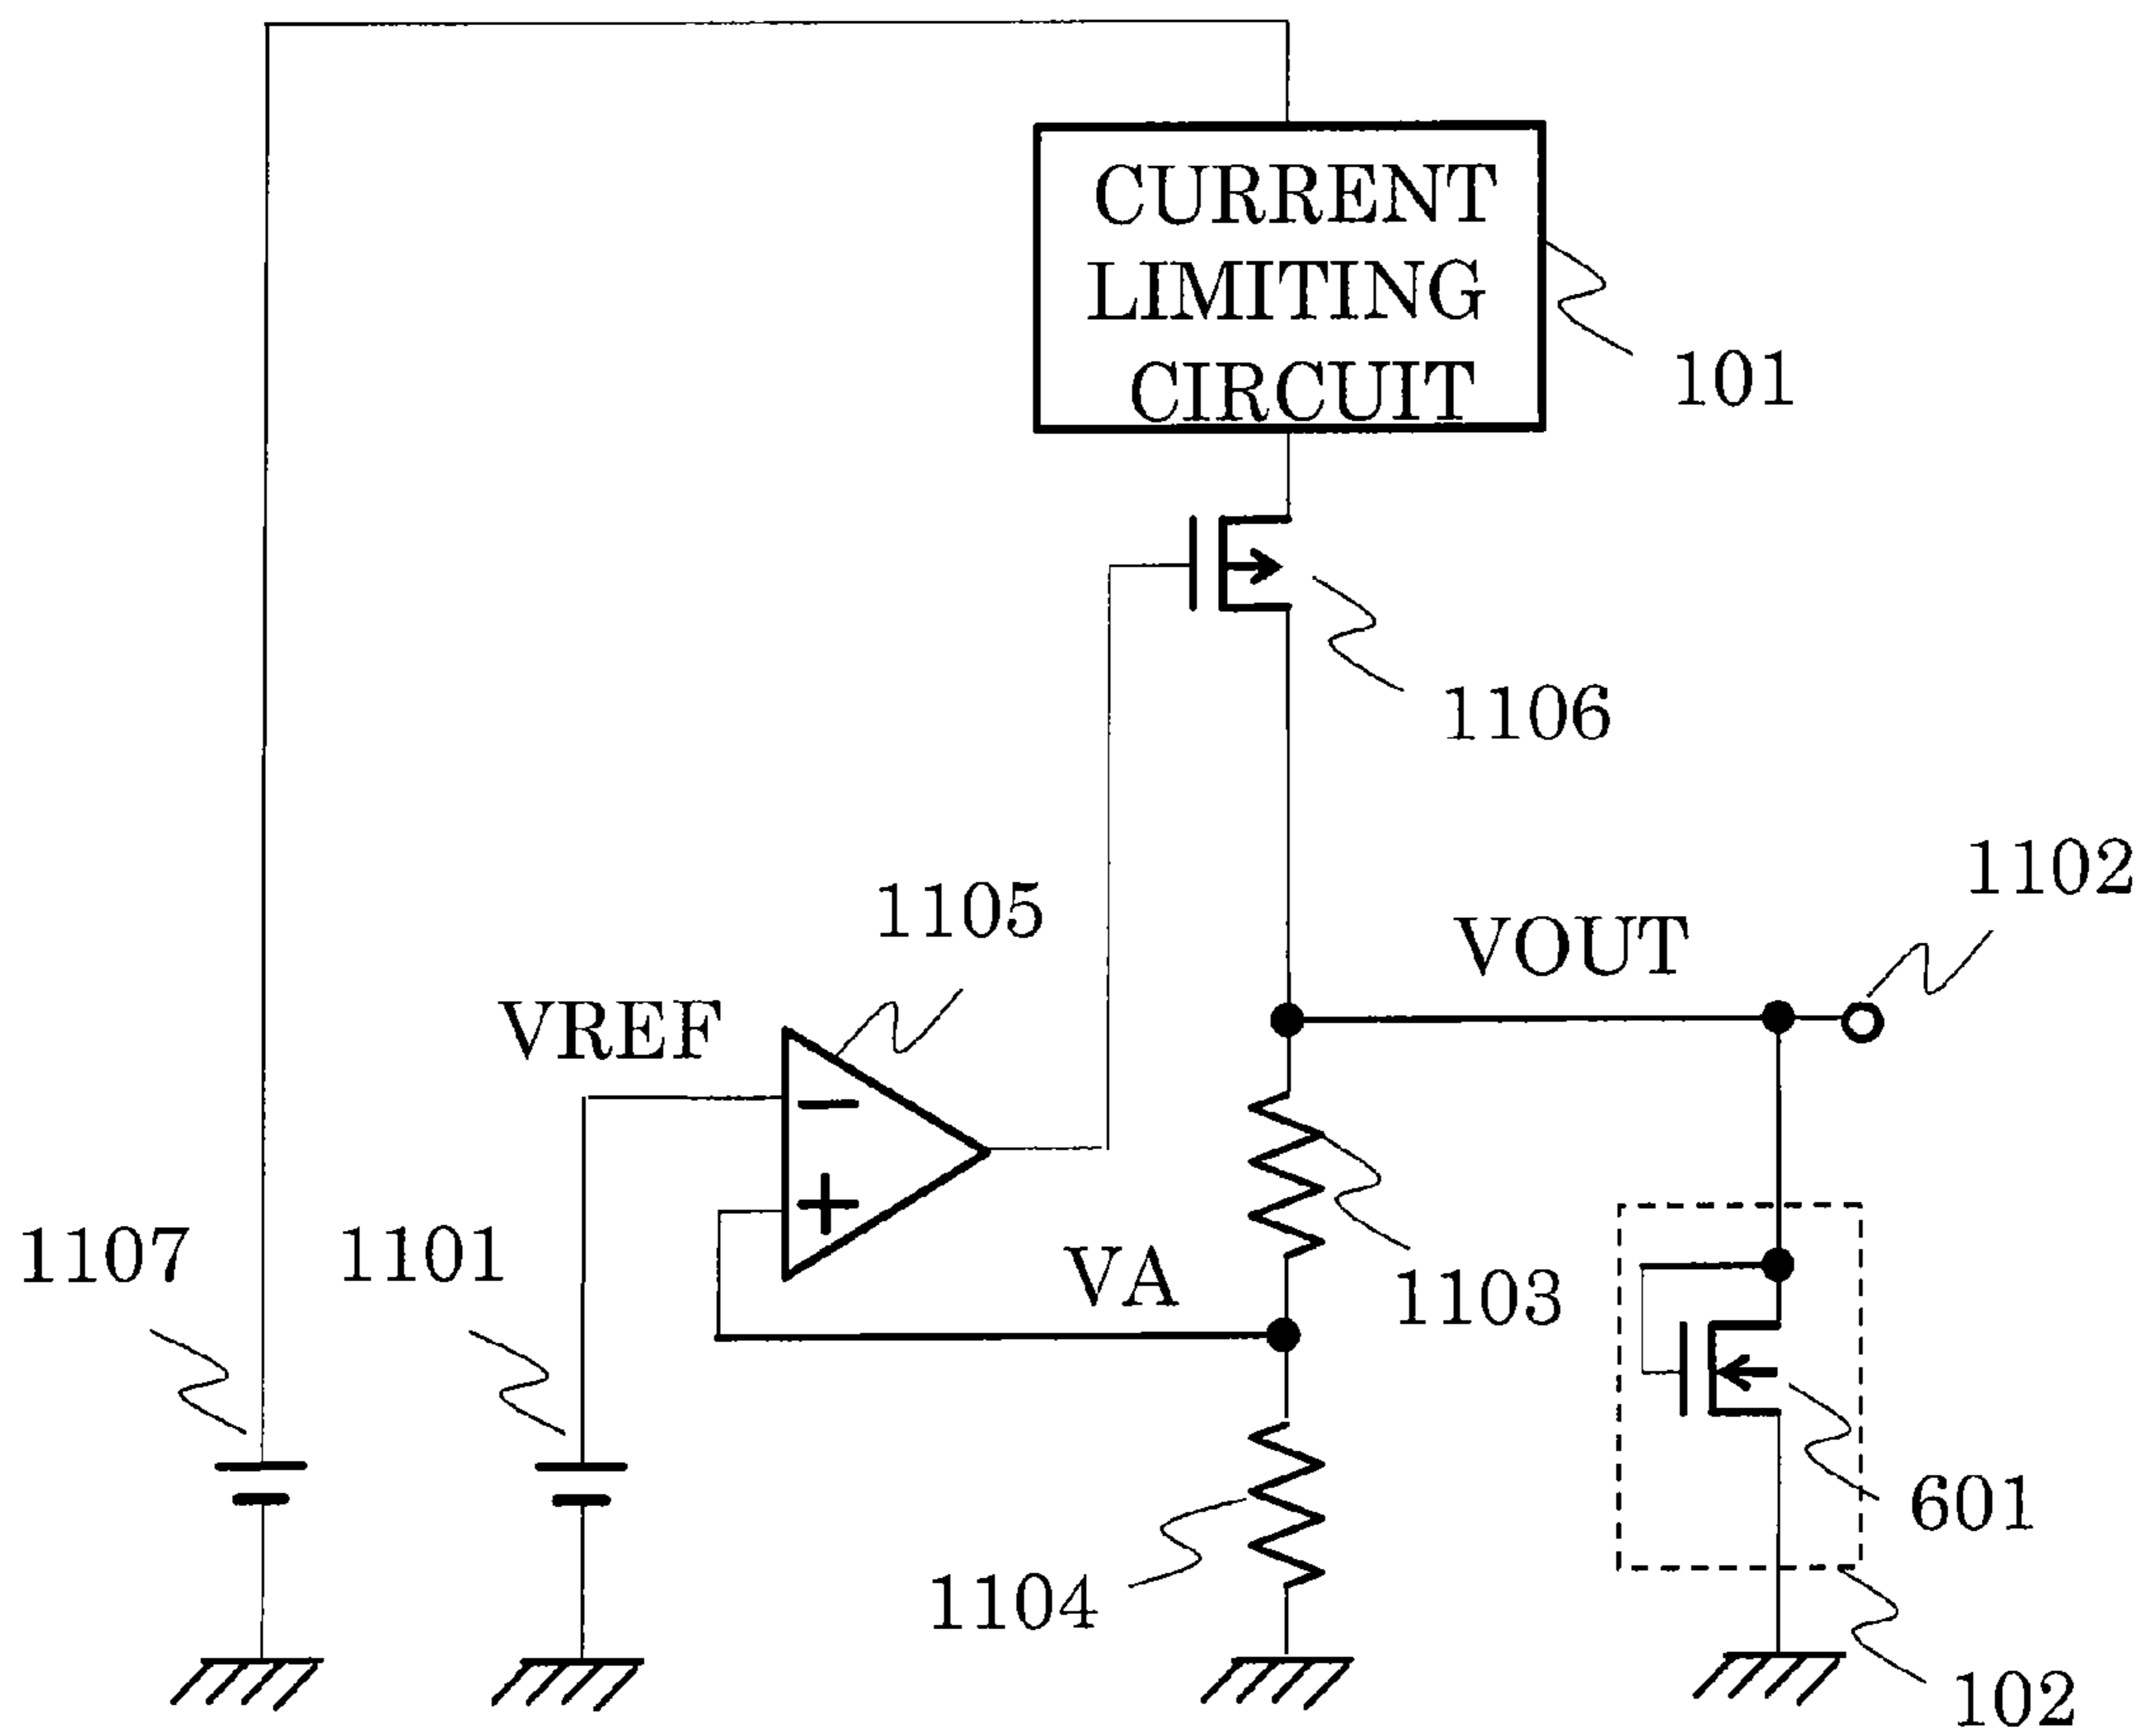 CURRENT
LIMITING
CIRCUIT
101
1106
1102
1105
VOUT
VREF
−
+
1107
1101
VA
1103
601
1104
102